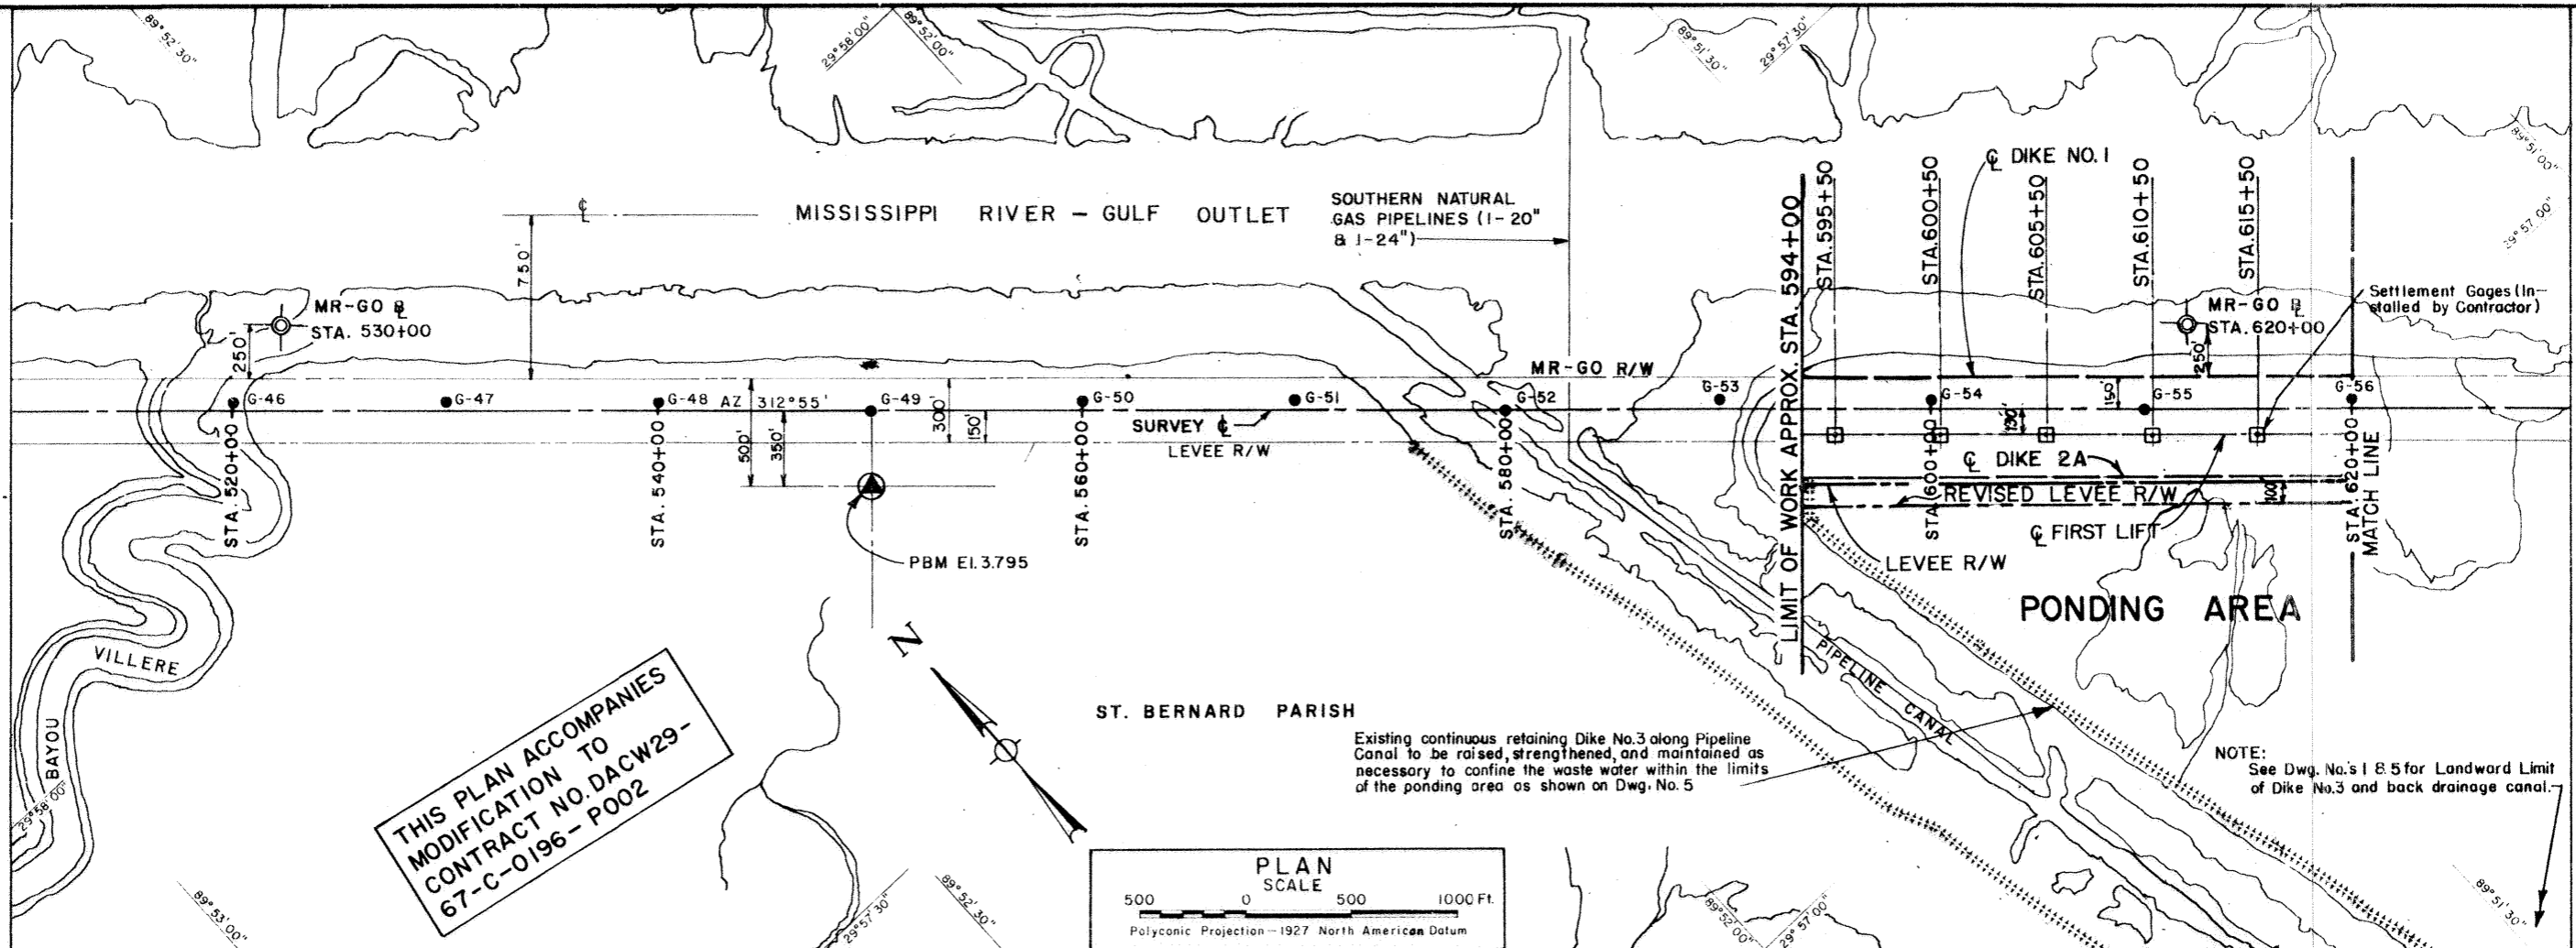 89°52'30"
29°58'00"
89°52'00"
89°51'30"
29°57'30"
89°51'00"
29°57'00"
℄
MISSISSIPPI RIVER – GULF OUTLET
750'
SOUTHERN NATURAL
GAS PIPELINES (1-20"
& 1-24")
℄ DIKE NO. 1
STA. 595+50
STA. 600+50
STA. 605+50
STA. 610+50
STA. 615+50
LIMIT OF WORK APPROX. STA. 594+00
MR-GO B/L
STA. 530+00
250'
MR-GO B/L
STA. 620+00
250'
Settlement Gages (In-
stalled by Contractor)
MR-GO R/W
G-46
G-47
G-48
AZ 312°55'
G-49
G-50
G-51
G-52
G-53
G-54
G-55
G-56
500'
350'
300'
150'
SURVEY ℄
LEVEE R/W
150'
130'
STA. 520+00
STA. 540+00
STA. 560+00
STA. 580+00
STA. 600+00
STA. 620+00
MATCH LINE
℄ DIKE 2A
REVISED LEVEE R/W
100'
℄ FIRST LIFT
LEVEE R/W
PBM El. 3.795
PONDING AREA
VILLERE
BAYOU
N
PIPELINE CANAL
THIS PLAN ACCOMPANIES
MODIFICATION TO
CONTRACT NO. DACW29-
67-C-0196-P002
ST. BERNARD PARISH
Existing continuous retaining Dike No. 3 along Pipeline
Canal to be raised, strengthened, and maintained as
necessary to confine the waste water within the limits
of the ponding area as shown on Dwg. No. 5
NOTE:
See Dwg. No.'s 1 & 5 for Landward Limit
of Dike No. 3 and back drainage canal.
29°58'00"
89°53'00"
29°57'30"
89°52'30"
PLAN
SCALE
500 0 500 1000 Ft.
Polyconic Projection – 1927 North American Datum
89°52'00"
29°57'00"
89°51'30"